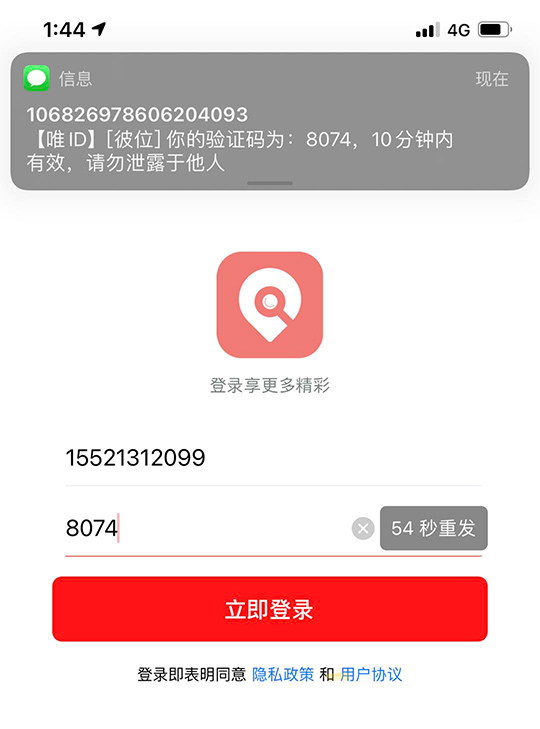 1:44
4G
信息
现在
106826978606204093
【唯ID】[彼位] 你的验证码为：8074，10分钟内
有效，请勿泄露于他人
登录享更多精彩
15521312099
8074
54 秒重发
立即登录
登录即表明同意 隐私政策 和 用户协议